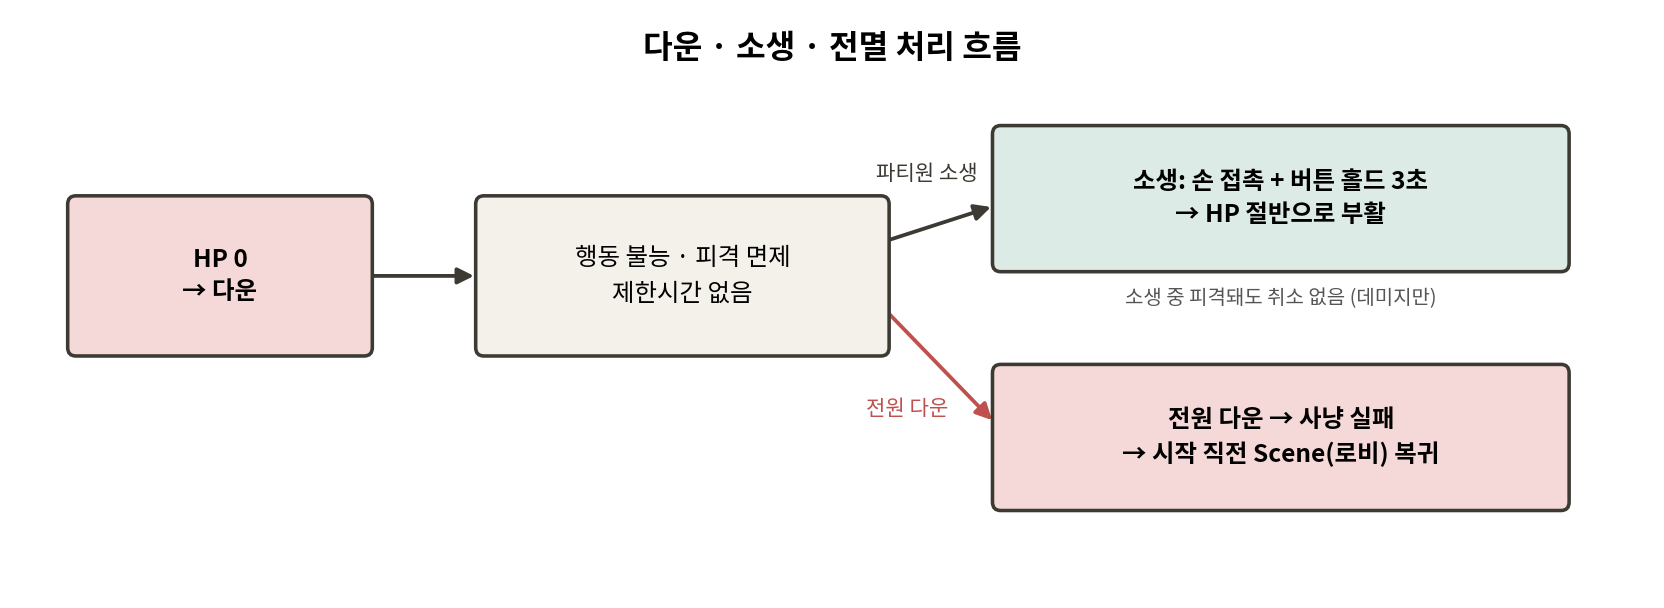 다운 · 소생 · 전멸 처리 흐름
HP 0
→ 다운
행동 불능 · 피격 면제
제한시간 없음
파티원 소생
소생: 손 접촉 + 버튼 홀드 3초
→ HP 절반으로 부활
소생 중 피격돼도 취소 없음 (데미지만)
전원 다운
전원 다운 → 사냥 실패
→ 시작 직전 Scene(로비) 복귀